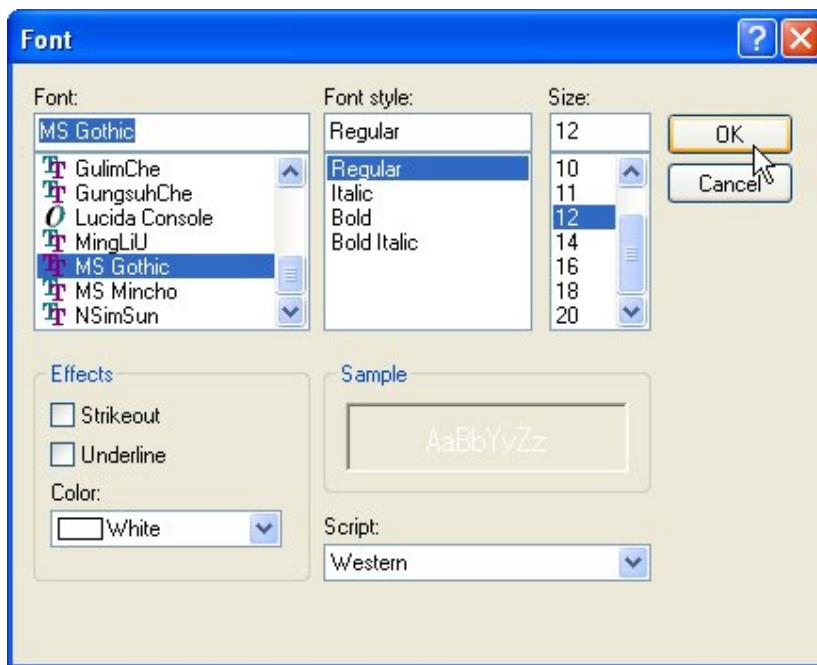 Font
Font:
MS Gothic
GulimChe
GungsuhChe
Lucida Console
MingLiU
MS Gothic
MS Mincho
NSimSun
Font style:
Regular
Regular
Italic
Bold
Bold Italic
Size:
12
10
11
12
14
16
18
20
OK
Cancel
Effects
Strikeout
Underline
Color:
White
Sample
AaBbYyZz
Script:
Western